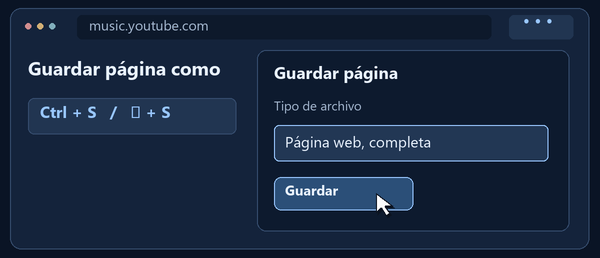 music.youtube.com
Guardar página como
Ctrl + S / ▯ + S
Guardar página
Tipo de archivo
Página web, completa
Guardar